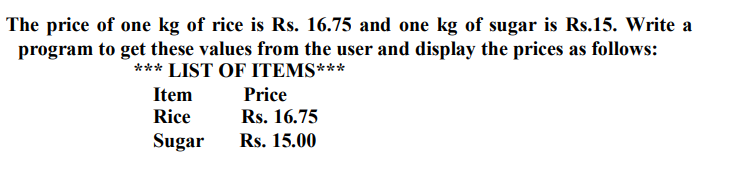 The price of one kg of rice is Rs. 16.75 and one kg of sugar is Rs.15. Write a
program to get these values from the user and display the prices as follows:
*** LIST OF ITEMS***
Item Price
Rice Rs. 16.75
Sugar Rs. 15.00